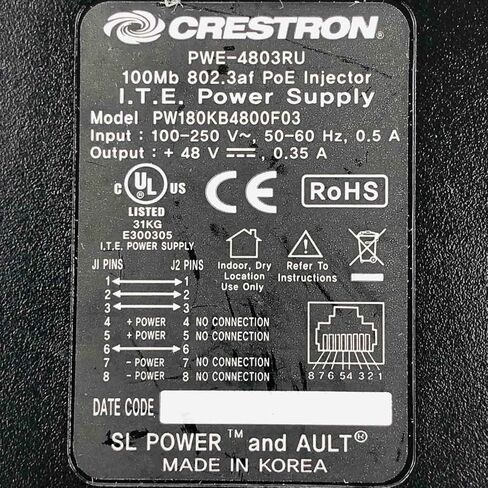 CRESTRON®
PWE-4803RU
100Mb 802.3af PoE Injector
I.T.E. Power Supply
Model PW180KB4800F03
Input : 100-250 V~, 50-60 Hz, 0.5 A
Output : + 48 V ⎓, 0.35 A
C UL® US
LISTED
31KG
E300305
I.T.E. POWER SUPPLY
CE
RoHS
Indoor, Dry
Location
Usage
Refer To
Instructions
J1 PINS J2 PINS
1 1
2 2
3 3
4 + POWER 4 NO CONNECTION
5 + POWER 5 NO CONNECTION
6 6
7 - POWER -7 NO CONNECTION
8 - POWER 8 NO CONNECTION
8 7 6 5 4 3 2 1
DATE CODE
SL POWER™ and AULT®
MADE IN KOREA